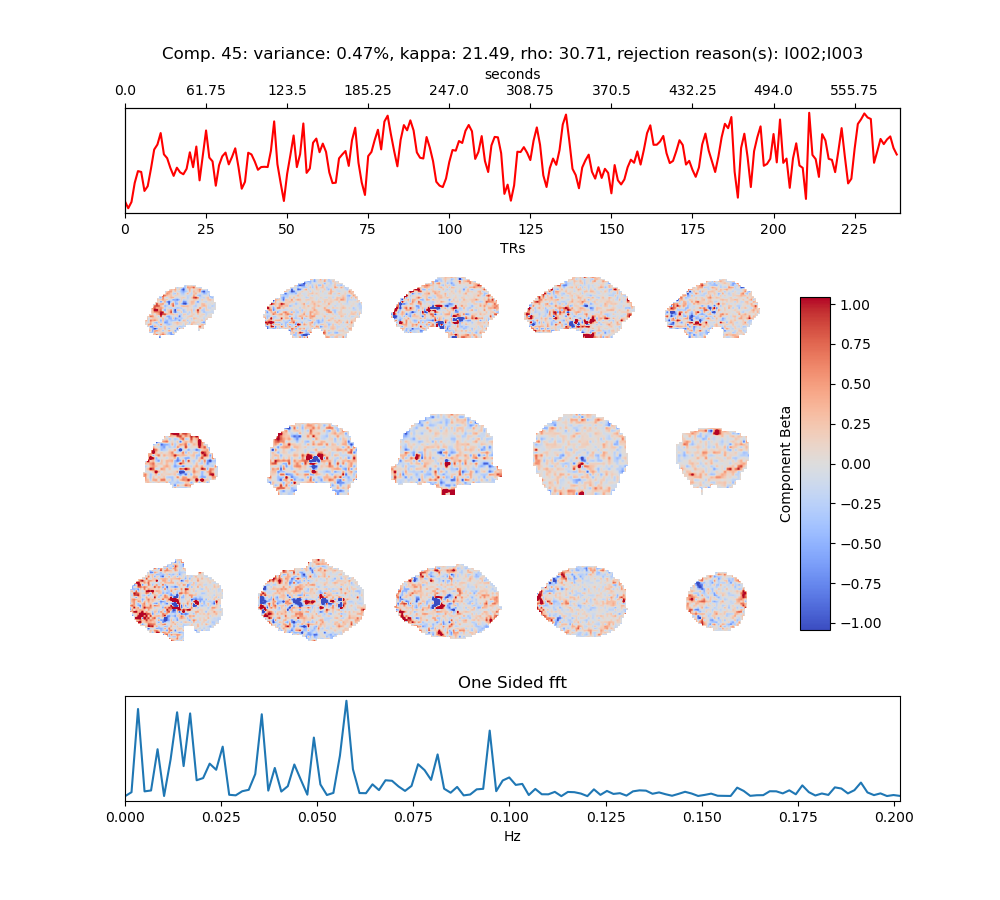 Comp. 45: variance: 0.47%, kappa: 21.49, rho: 30.71, rejection reason(s): I002;I003
seconds
0.0 61.75 123.5 185.25 247.0 308.75 370.5 432.25 494.0 555.75
0 25 50 75 100 125 150 175 200 225
TRs
1.00
0.75
0.50
0.25
0.00
−0.25
−0.50
−0.75
−1.00
Component Beta
One Sided fft
0.000 0.025 0.050 0.075 0.100 0.125 0.150 0.175 0.200
Hz